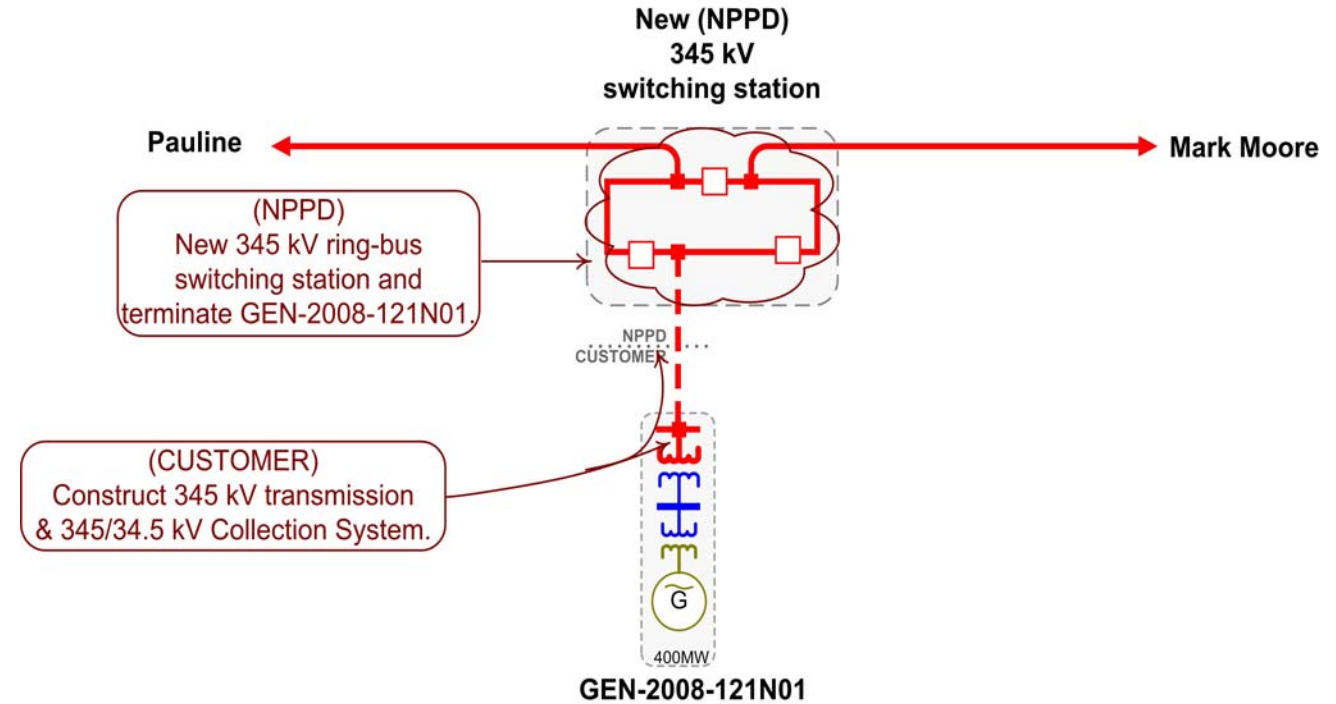 New (NPPD)
345 kV
switching station
Pauline
Mark Moore
(NPPD)
New 345 kV ring-bus
switching station and
terminate GEN-2008-121N01.
NPPD
CUSTOMER
(CUSTOMER)
Construct 345 kV transmission
& 345/34.5 kV Collection System.
G
400MW
GEN-2008-121N01